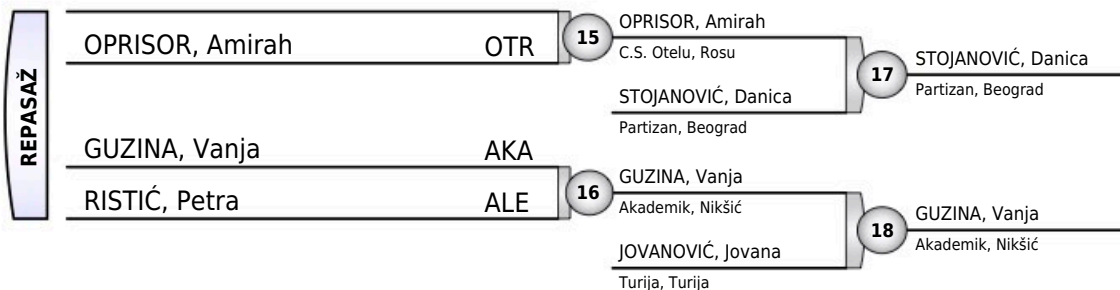 REPASAŽ
OPRISOR, Amirah OTR
15
OPRISOR, Amirah
C.S. Otelu, Rosu
STOJANOVIĆ, Danica
Partizan, Beograd
17
STOJANOVIĆ, Danica
Partizan, Beograd
GUZINA, Vanja AKA
RISTIĆ, Petra ALE
16
GUZINA, Vanja
Akademik, Nikšić
JOVANOVIĆ, Jovana
Turija, Turija
18
GUZINA, Vanja
Akademik, Nikšić